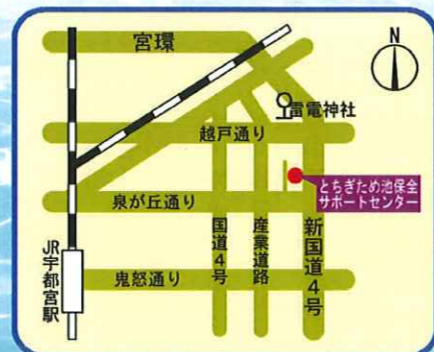 宮環
N
雷電神社
越戸通り
とちぎため池保全
サポートセンター
泉が丘通り
JR宇都宮駅
国道4号
産業道路
新国道4号
鬼怒通り